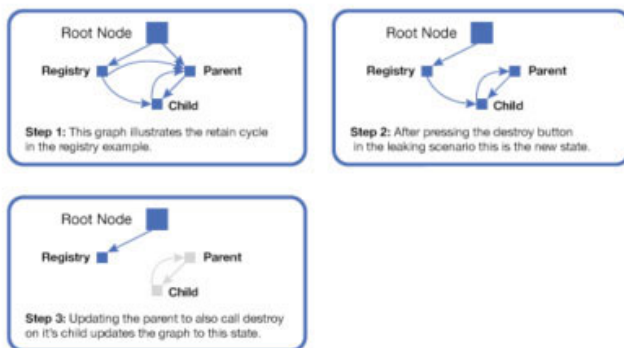 Root Node
Registry
Parent
Child
Step 1: This graph illustrates the retain cycle
in the registry example.
Root Node
Registry
Parent
Child
Step 2: After pressing the destroy button
in the leaking scenario this is the new state.
Root Node
Registry
Parent
Child
Step 3: Updating the parent to also call destroy
on it's child updates the graph to this state.